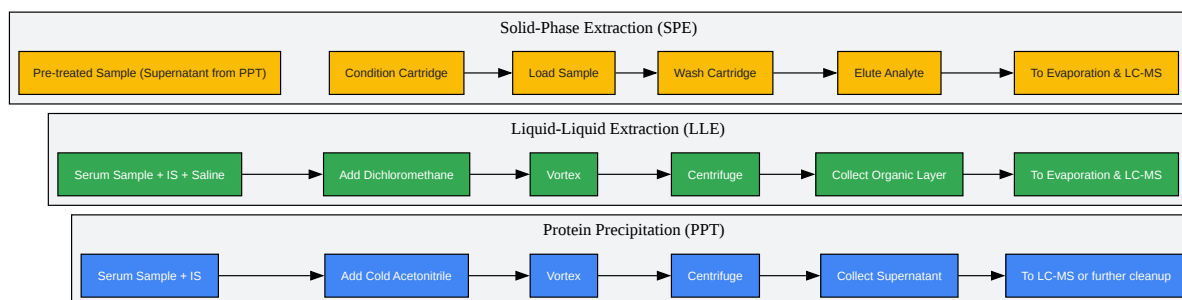 Solid-Phase Extraction (SPE)
Pre-treated Sample (Supernatant from PPT)
Condition Cartridge
Load Sample
Wash Cartridge
Elute Analyte
To Evaporation & LC-MS
Liquid-Liquid Extraction (LLE)
Serum Sample + IS + Saline
Add Dichloromethane
Vortex
Centrifuge
Collect Organic Layer
To Evaporation & LC-MS
Protein Precipitation (PPT)
Serum Sample + IS
Add Cold Acetonitrile
Vortex
Centrifuge
Collect Supernatant
To LC-MS or further cleanup